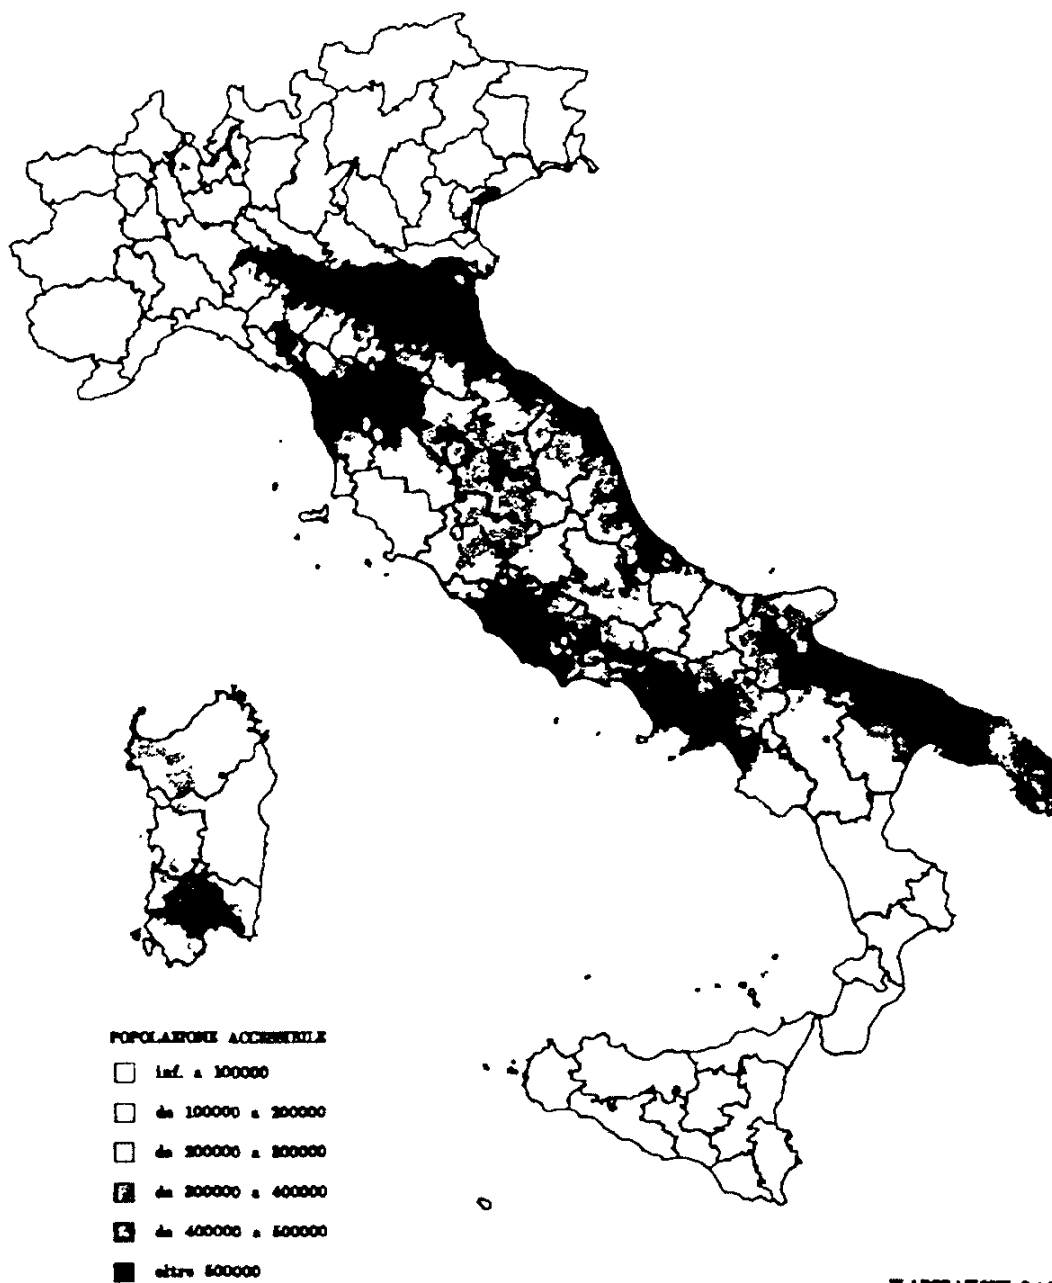 POPOLAZIONE ACCESSIBILE
inf. a 100000
da 100000 a 200000
da 200000 a 300000
da 300000 a 400000
da 400000 a 500000
oltre 500000